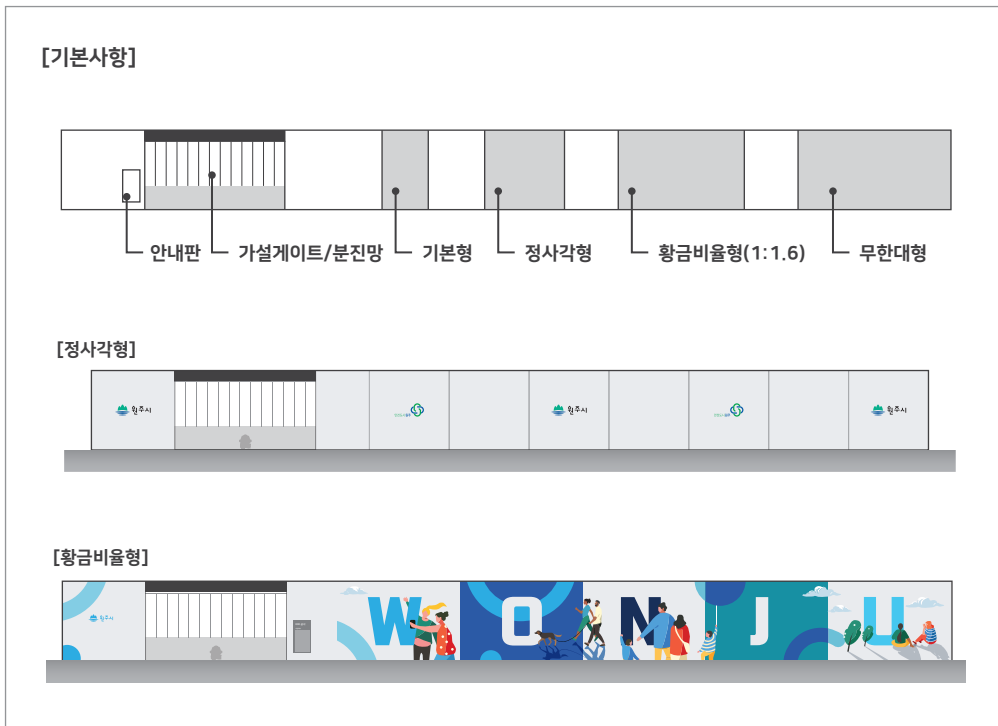 [기본사항]
안내판
가설게이트/분진망
기본형
정사각형
황금비율형(1:1.6)
무한대형
[정사각형]
원주시
원주시
원주시
[황금비율형]
원주시
W O N J U